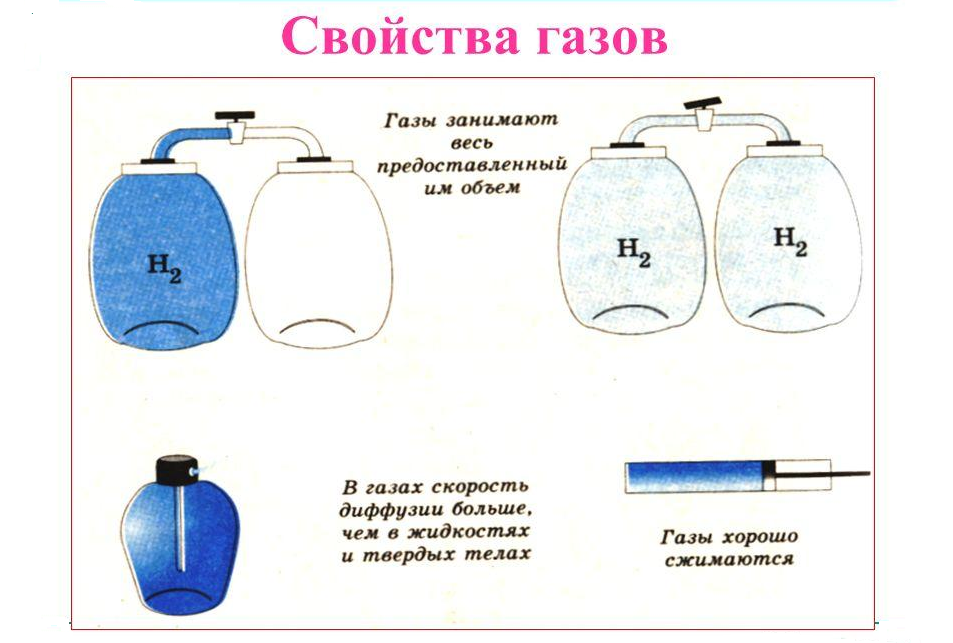 Свойства газов
Газы занимают
весь
предоставленный
им объем
H₂
H₂
H₂
В газах скорость
диффузии больше,
чем в жидкостях
и твердых телах
Газы хорошо
сжимаются